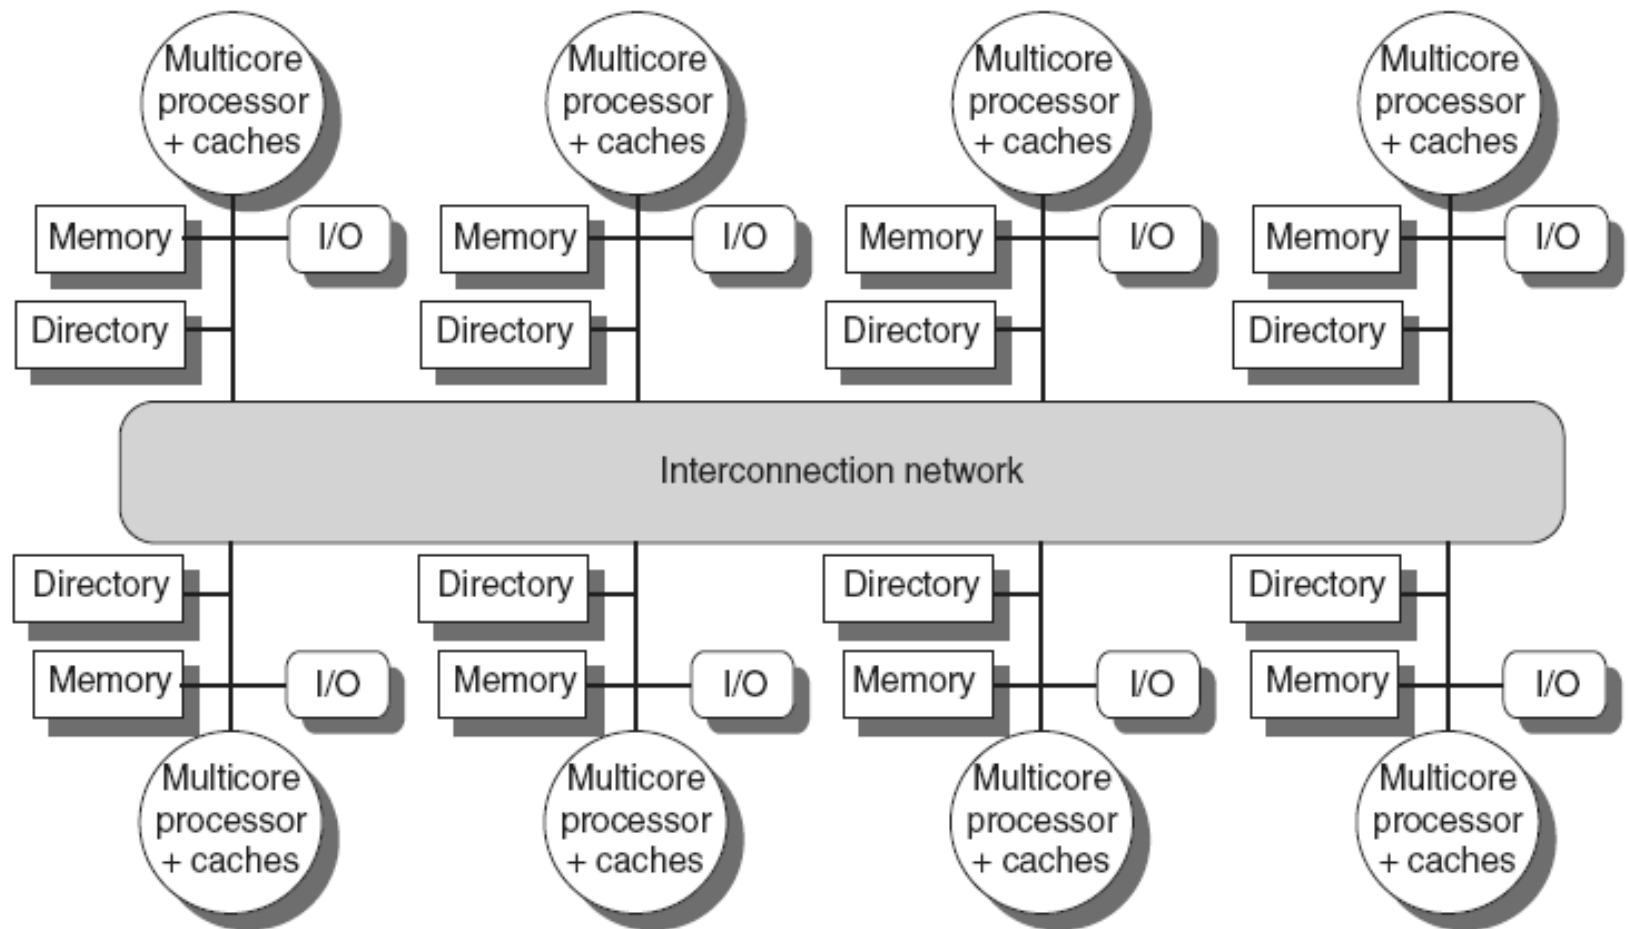 Multicore
processor
+ caches
Multicore
processor
+ caches
Multicore
processor
+ caches
Multicore
processor
+ caches
Memory
I/O
Memory
I/O
Memory
I/O
Memory
I/O
Directory
Directory
Directory
Directory
Interconnection network
Directory
Directory
Directory
Directory
Memory
I/O
Memory
I/O
Memory
I/O
Memory
I/O
Multicore
processor
+ caches
Multicore
processor
+ caches
Multicore
processor
+ caches
Multicore
processor
+ caches